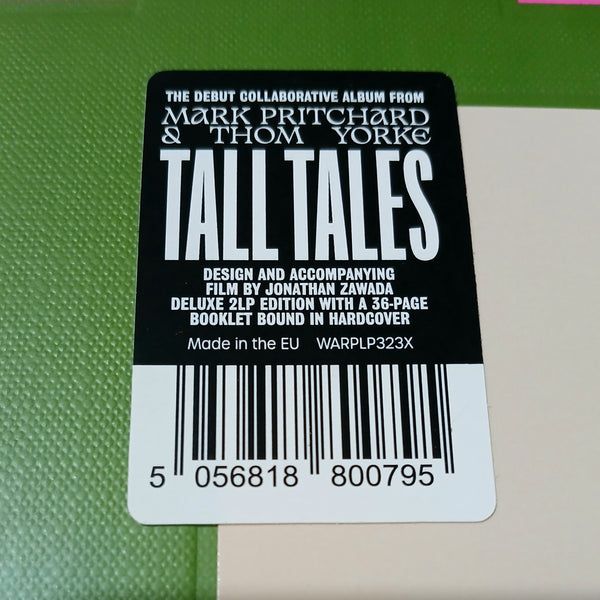 THE DEBUT COLLABORATIVE ALBUM FROM
MARK PRITCHARD
& THOM YORKE
TALL TALES
DESIGN AND ACCOMPANYING
FILM BY JONATHAN ZAWADA
DELUXE 2LP EDITION WITH A 36-PAGE
BOOKLET BOUND IN HARDCOVER
Made in the EU WARPLP323X
5 056818 800795